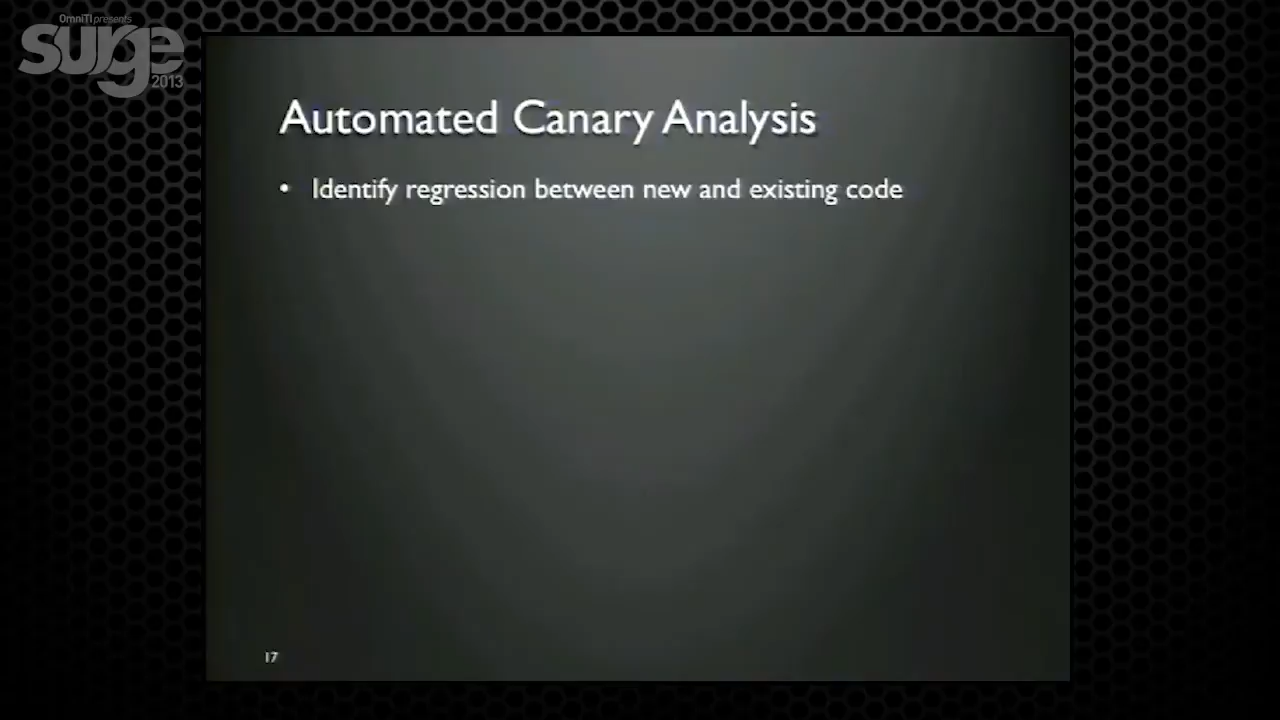 OmniTI presents
surge
2013
Automated Canary Analysis
• Identify regression between new and existing code
17